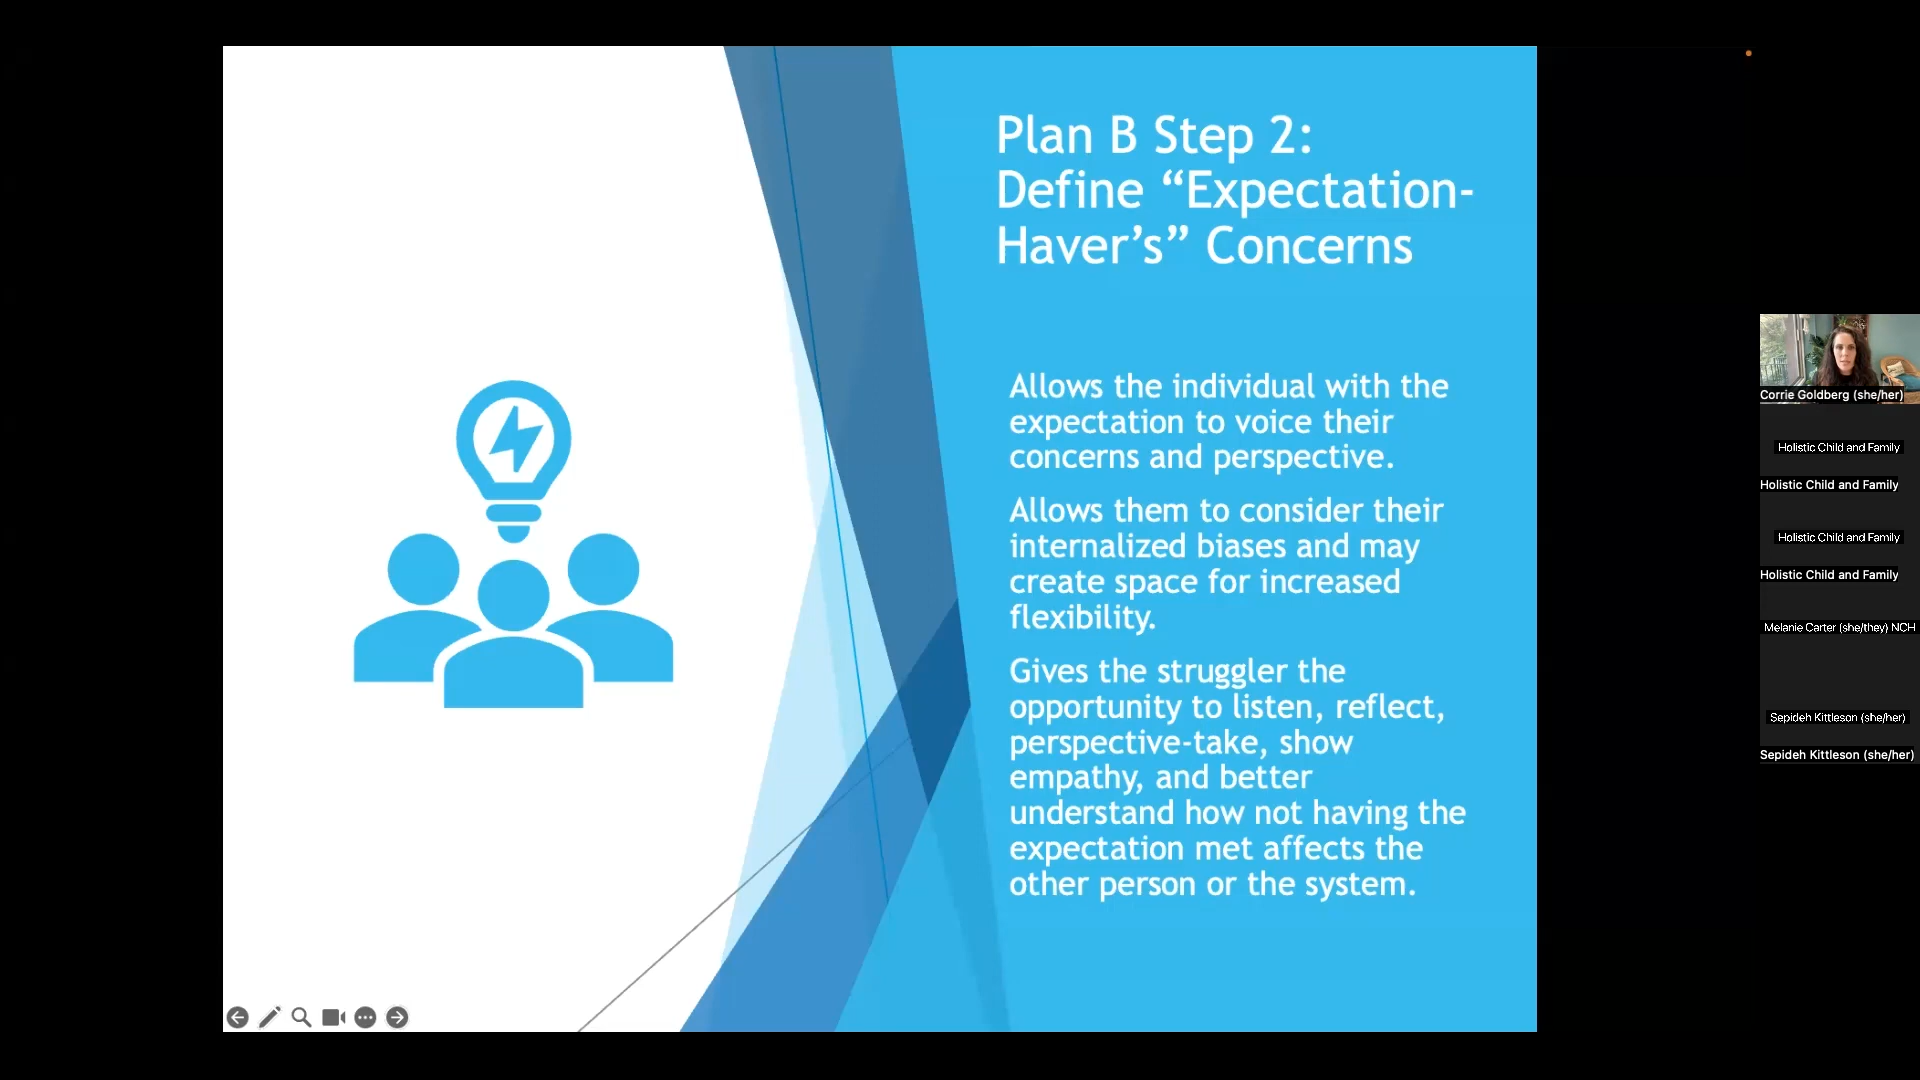 Plan B Step 2:
Define “Expectation-
Haver’s” Concerns
Allows the individual with the
expectation to voice their
concerns and perspective.
Allows them to consider their
internalized biases and may
create space for increased
flexibility.
Gives the struggler the
opportunity to listen, reflect,
perspective-take, show
empathy, and better
understand how not having the
expectation met affects the
other person or the system.
Corrie Goldberg (she/her)
Holistic Child and Family
Holistic Child and Family
Holistic Child and Family
Holistic Child and Family
Melanie Carter (she/they) NCH
Sepideh Kittleson (she/her)
Sepideh Kittleson (she/her)